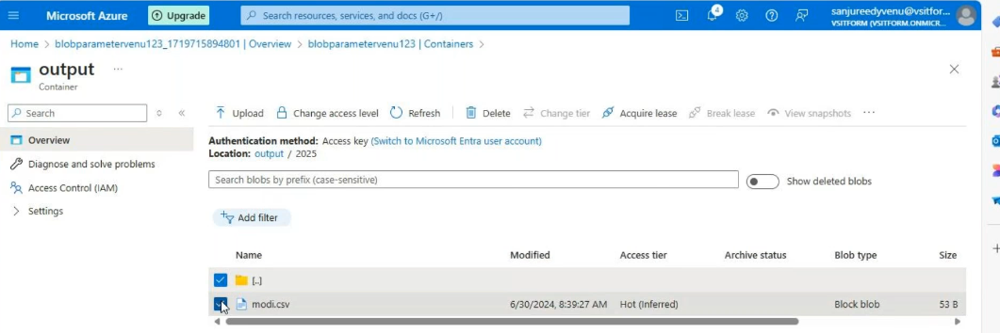 Microsoft Azure
Upgrade
Search resources, services, and docs (G+/)
4
sanjureedyvenu@vsitfor...
VSITFORM (VSITFORM.ONMICR...
Home > blobparametervenu123_1719715894801 | Overview > blobparametervenu123 | Containers >
output ...
Container
Search
Upload Change access level Refresh Delete Change tier Acquire lease Break lease View snapshots ...
Overview
Diagnose and solve problems
Access Control (IAM)
Settings
Authentication method: Access key (Switch to Microsoft Entra user account)
Location: output / 2025
Search blobs by prefix (case-sensitive)
Show deleted blobs
Add filter
Name Modified Access tier Archive status Blob type Size
[..]
modi.csv 6/30/2024, 8:39:27 AM Hot (Inferred) Block blob 53 B